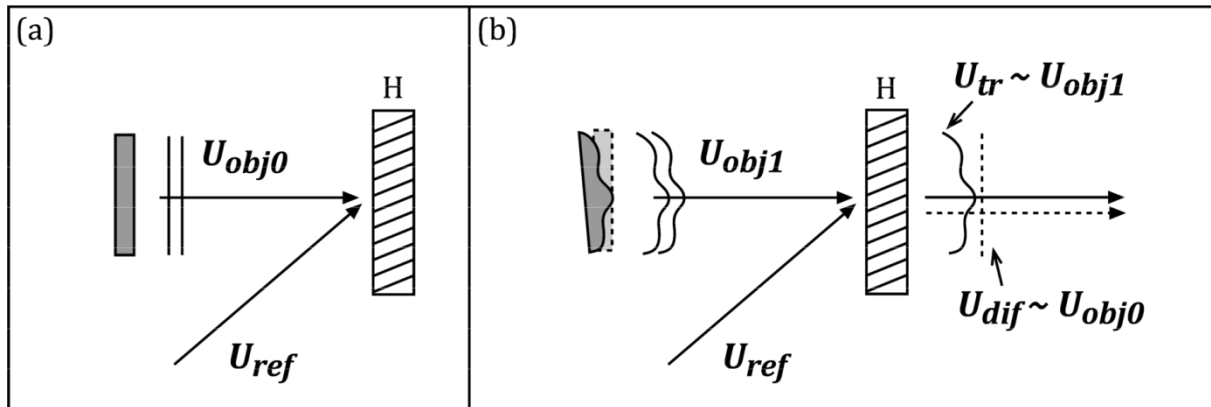 (a)
H
U_obj0
U_ref
(b)
H
U_tr ~ U_obj1
U_obj1
U_dif ~ U_obj0
U_ref